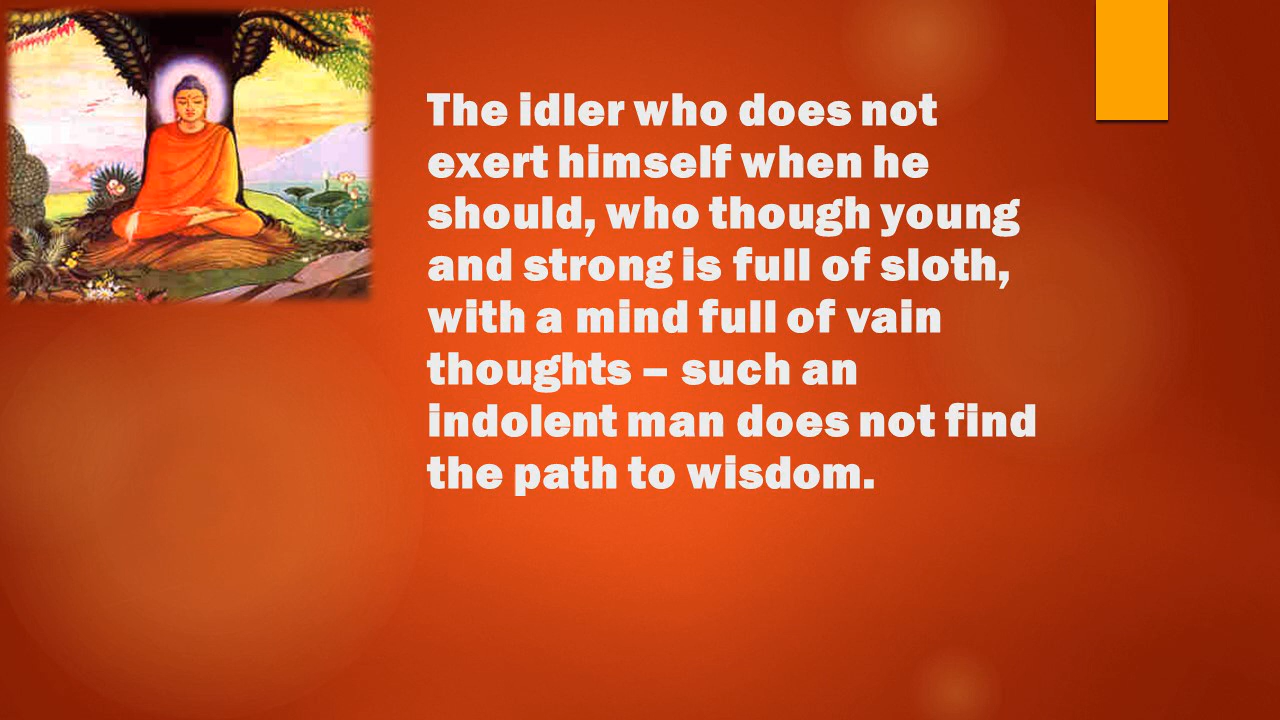 The idler who does not
exert himself when he
should, who though young
and strong is full of sloth,
with a mind full of vain
thoughts – such an
indolent man does not find
the path to wisdom.